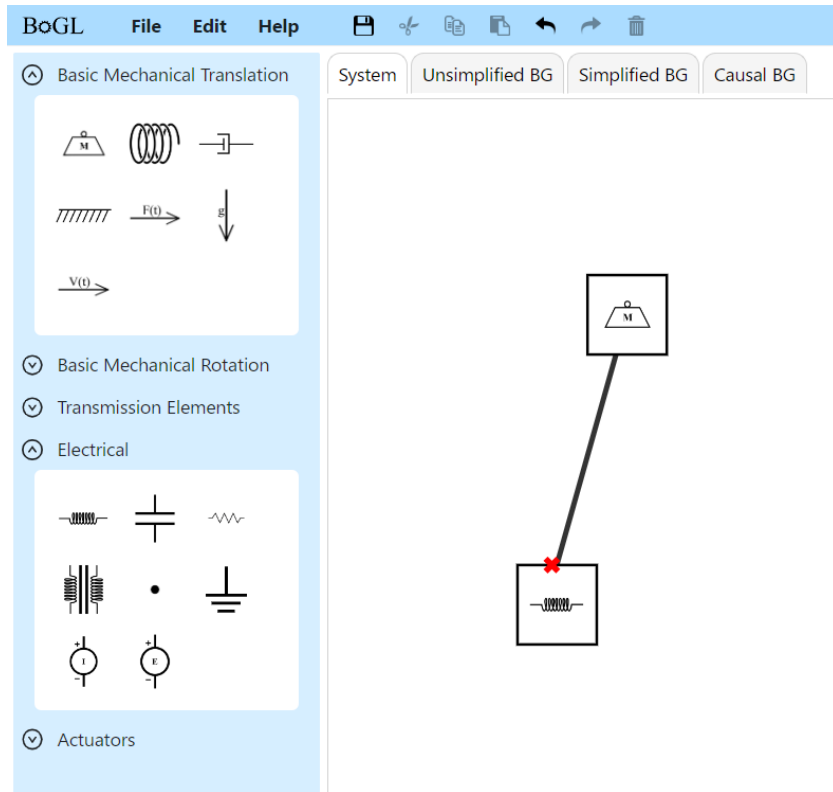 BoGL File Edit Help
Basic Mechanical Translation
M
F(t) g
V(t)
Basic Mechanical Rotation
Transmission Elements
Electrical
+ +
I E
− −
Actuators
System Unsimplified BG Simplified BG Causal BG
M